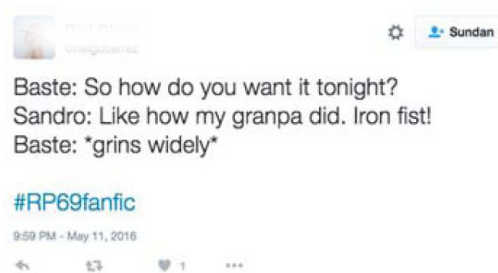 Sundan
Baste: So how do you want it tonight?
Sandro: Like how my granpa did. Iron fist!
Baste: *grins widely*
#RP69fanfic
9:59 PM - May 11, 2016
1